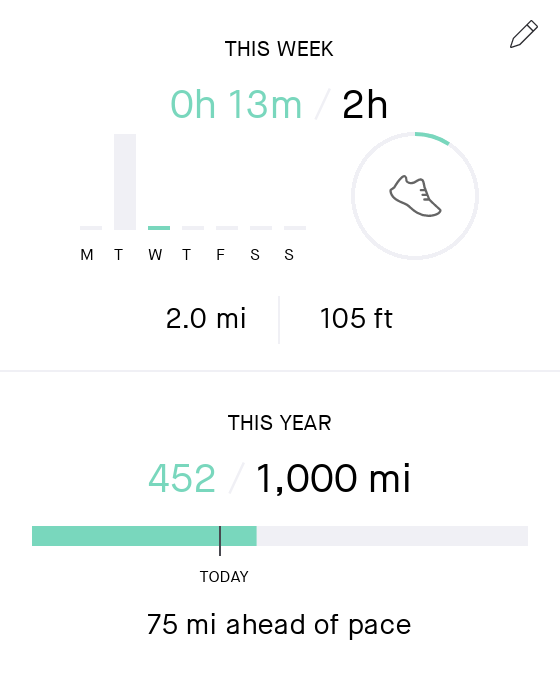 THIS WEEK
0h 13m / 2h
M T W T F S S
2.0 mi 105 ft
THIS YEAR
452 / 1,000 mi
TODAY
75 mi ahead of pace